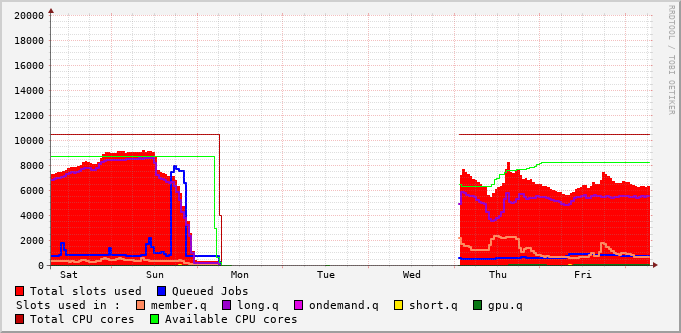 20000
18000
16000
14000
12000
10000
8000
6000
4000
2000
0
Sat Sun Mon Tue Wed Thu Fri
Total slots used Queued Jobs
Slots used in : member.q long.q ondemand.q short.q gpu.q
Total CPU cores Available CPU cores
RRDTOOL / TOBI OETIKER